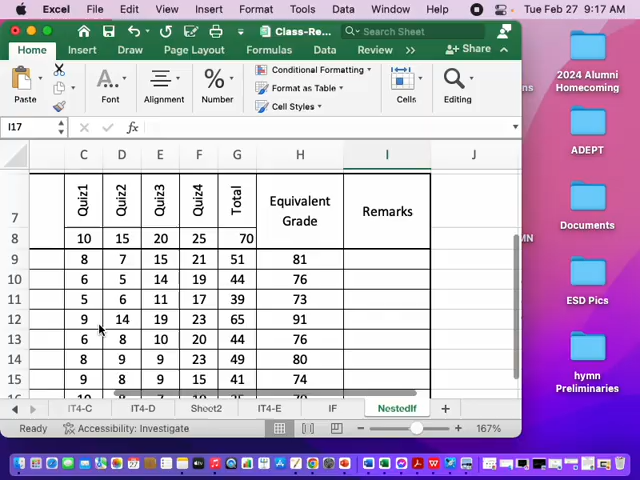 Excel File Edit View Insert Format Tools Data Window Help Tue Feb 27 9:17 AM
Class-Re... Search Sheet
Home Insert Draw Page Layout Formulas Data Review Share
Paste Font Alignment Number Conditional Formatting Format as Table Cell Styles Cells Editing
I17 fx
C D E F G H I J
7 Quiz1 Quiz2 Quiz3 Quiz4 Total Equivalent Grade Remarks
8 10 15 20 25 70
9 8 7 15 21 51 81
10 6 5 14 19 44 76
11 5 6 11 17 39 73
12 9 14 19 23 65 91
13 6 8 10 20 44 76
14 8 9 9 23 49 80
15 9 8 9 15 41 74
IT4-C IT4-D Sheet2 IT4-E IF NestedIf
Ready Accessibility: Investigate 167%
2024 Alumni
Homecoming
ADEPT
Documents
ESD Pics
hymn
Preliminaries